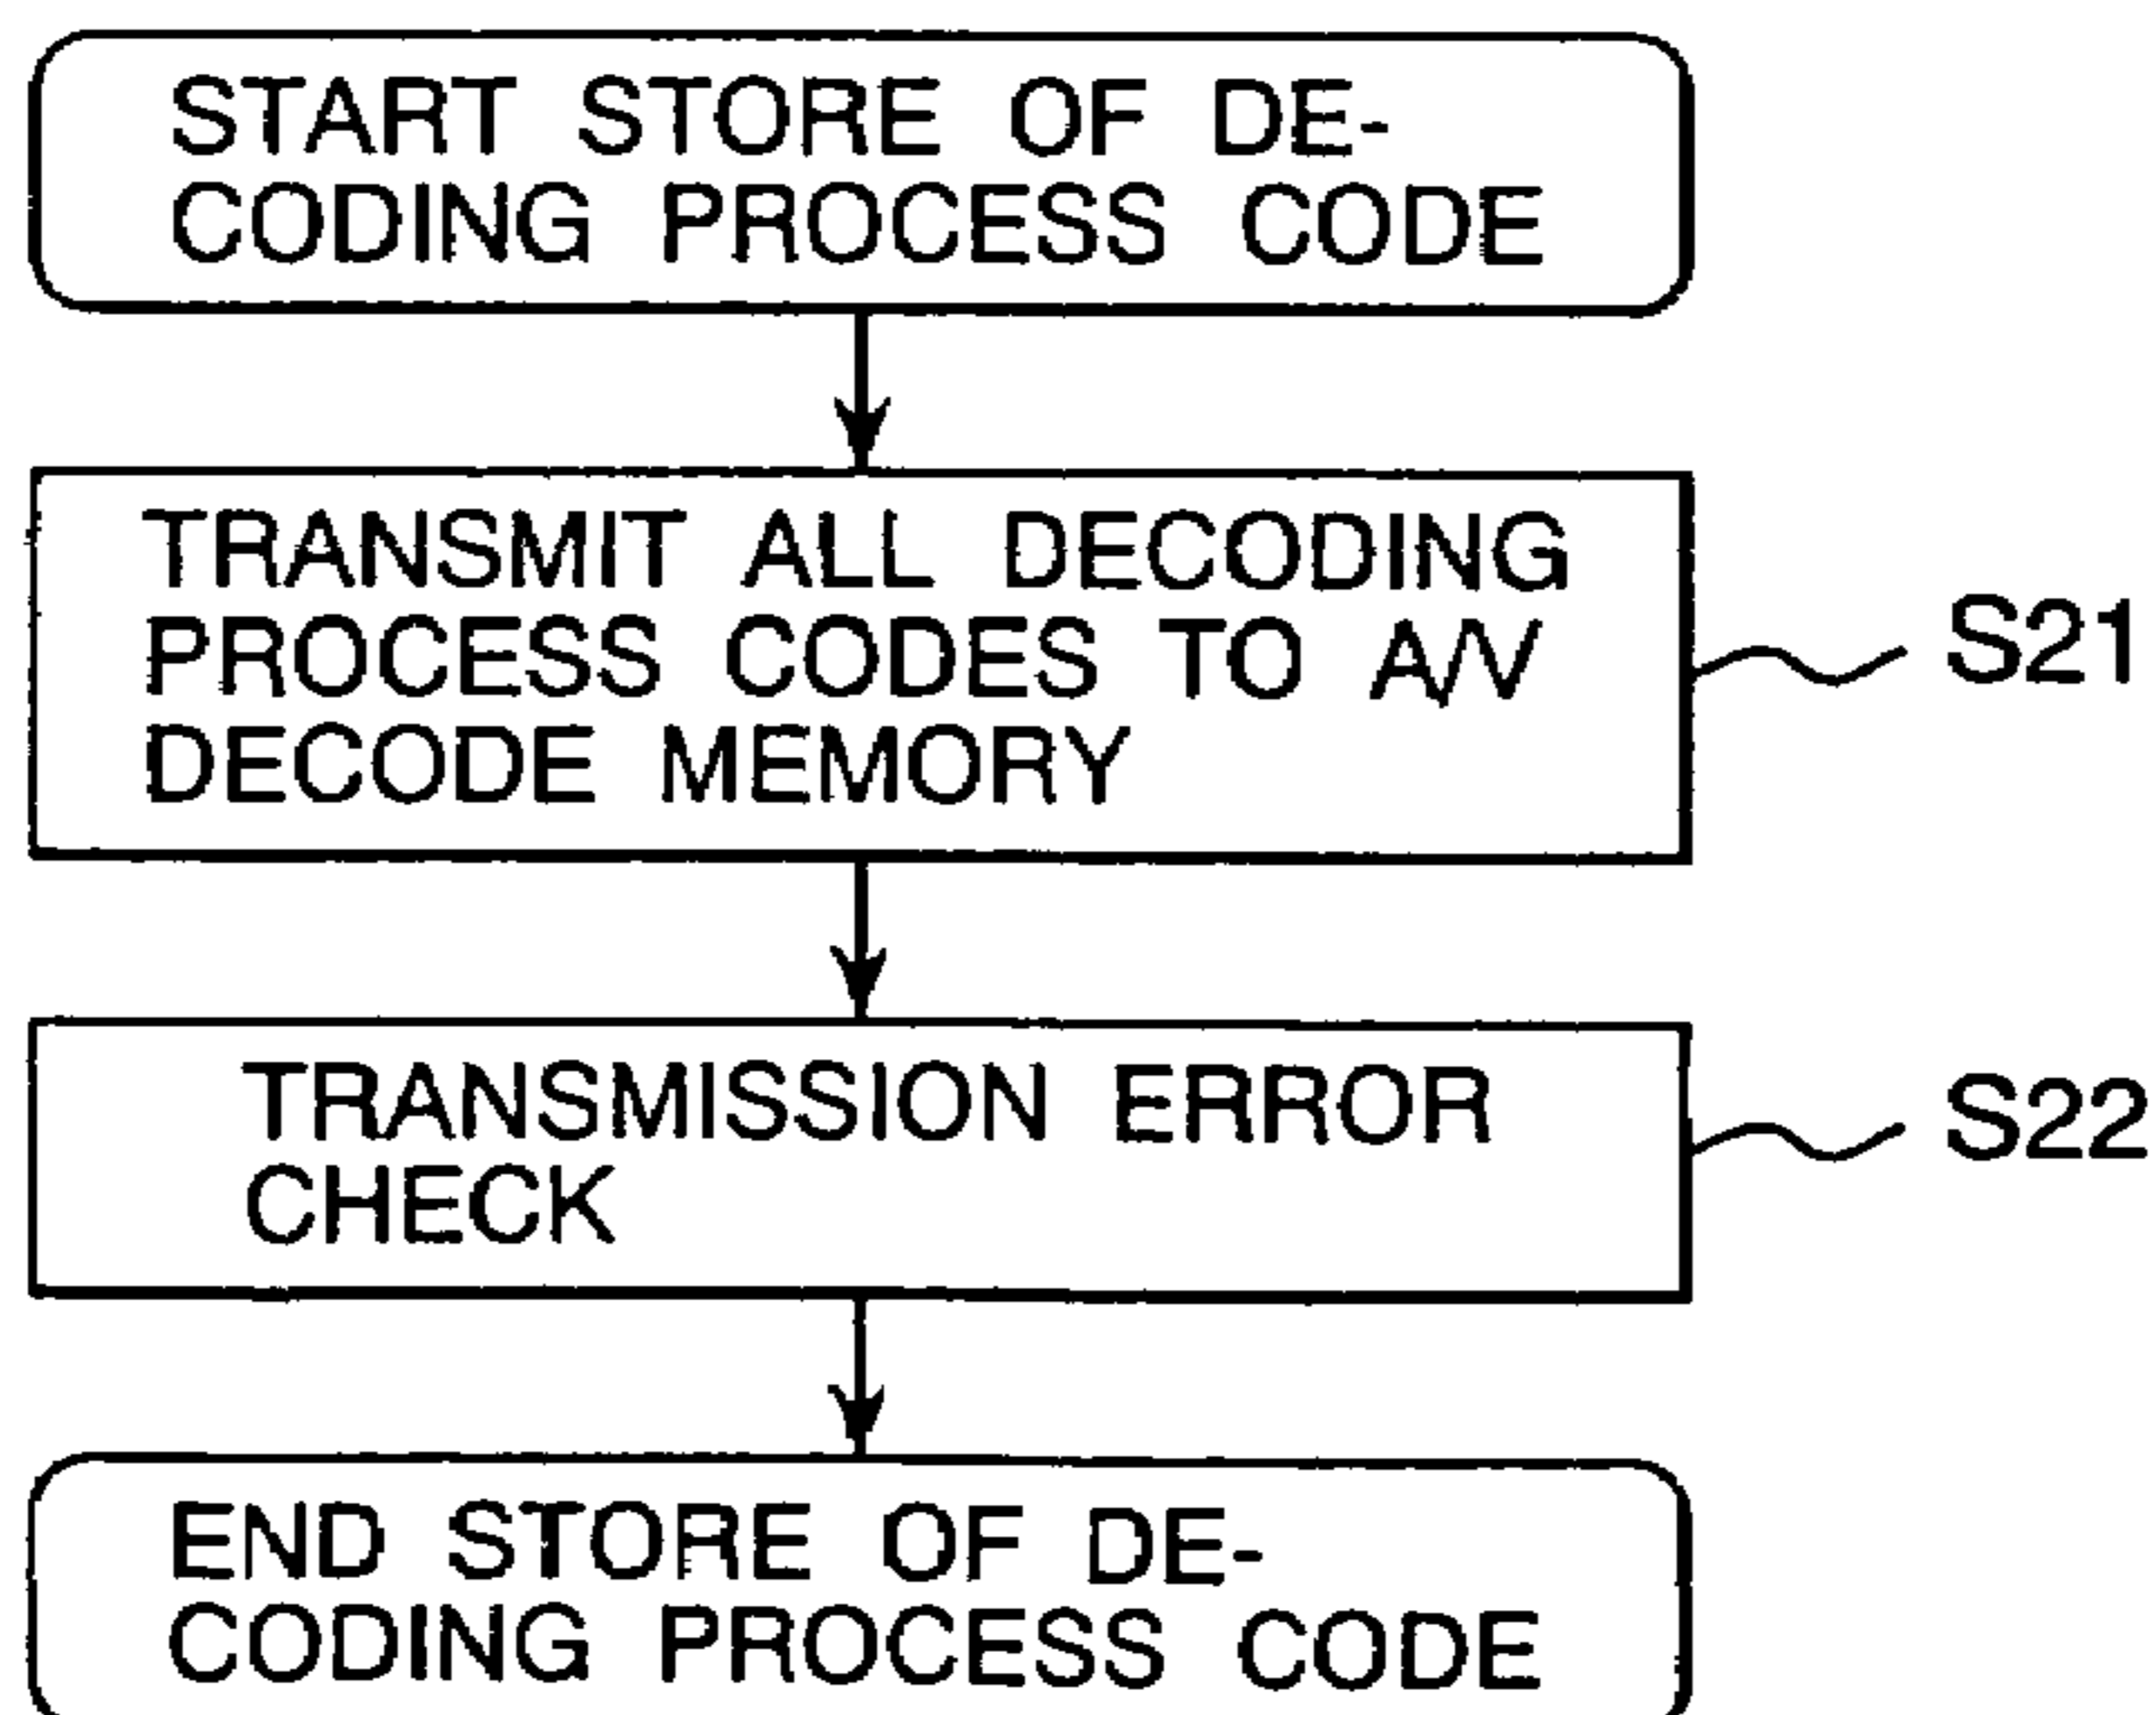 START STORE OF DE-
CODING PROCESS CODE
TRANSMIT ALL DECODING
PROCESS CODES TO A/V
DECODE MEMORY
S21
TRANSMISSION ERROR
CHECK
S22
END STORE OF DE-
CODING PROCESS CODE